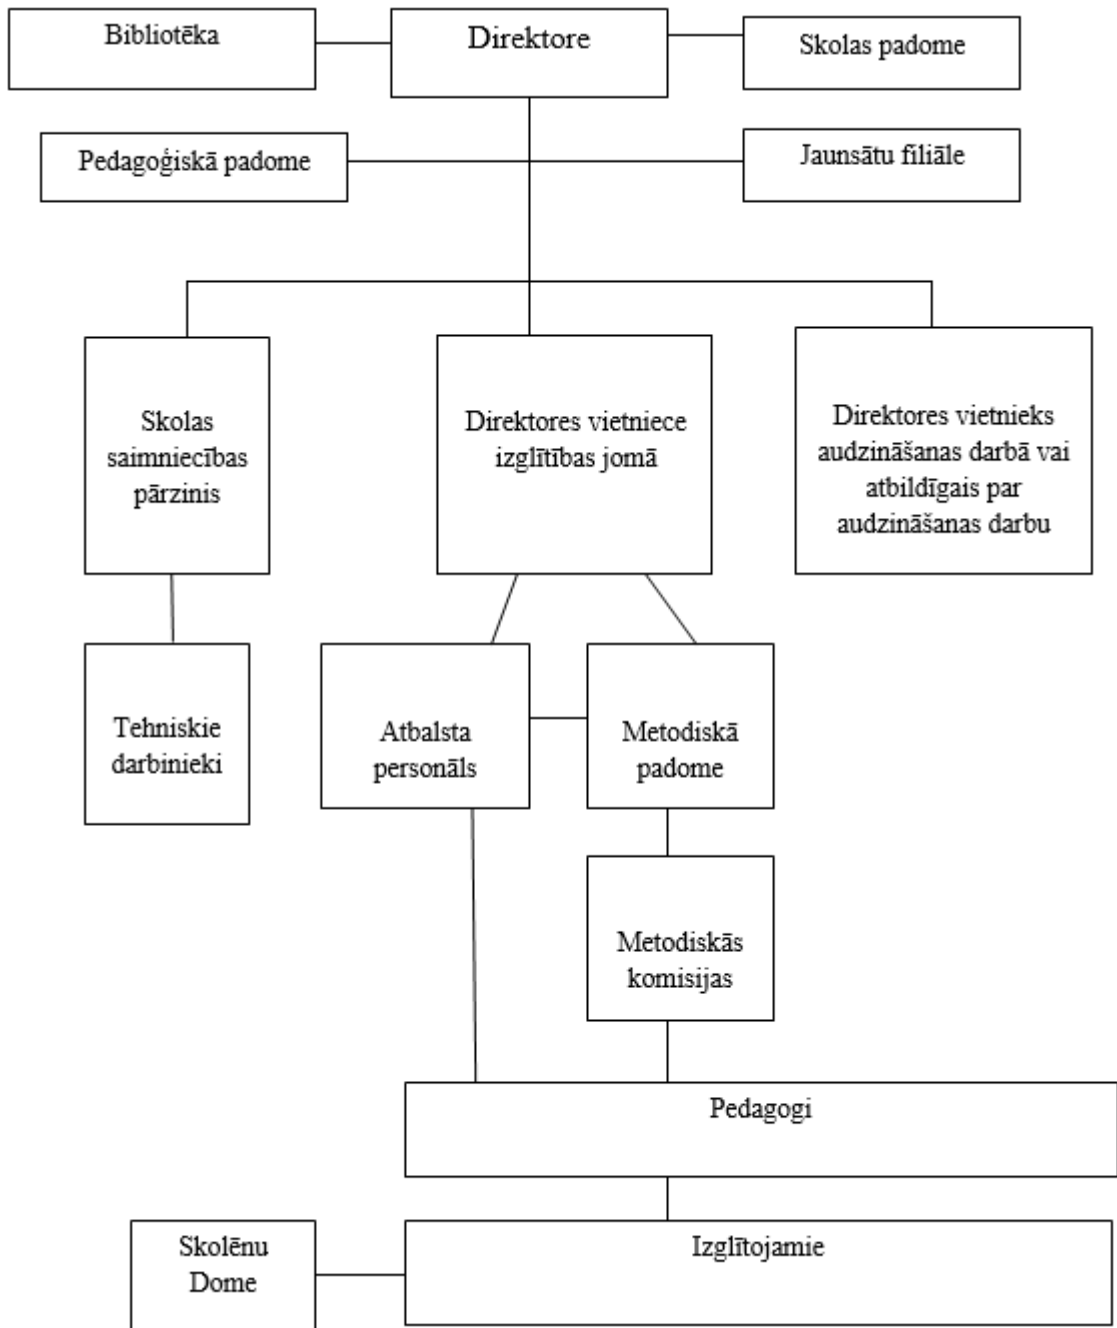 Bibliotēka
Direktore
Skolas padome
Pedagoģiskā padome
Jaunsātu filiāle
Skolas
saimniecības
pārzinis
Direktores vietniece
izglītības jomā
Direktores vietnieks
audzināšanas darbā vai
atbildīgais par
audzināšanas darbu
Tehniskie
darbinieki
Atbalsta
personāls
Metodiskā
padome
Metodiskās
komisijas
Pedagogi
Skolēnu
Dome
Izglītojamie